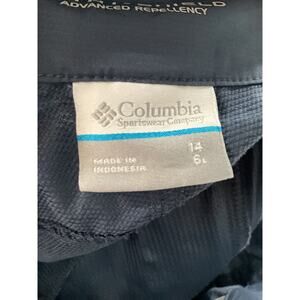 ADVANCED REPELLENCY
Columbia
Sportswear Company
14
MADE IN
6L
INDONESIA